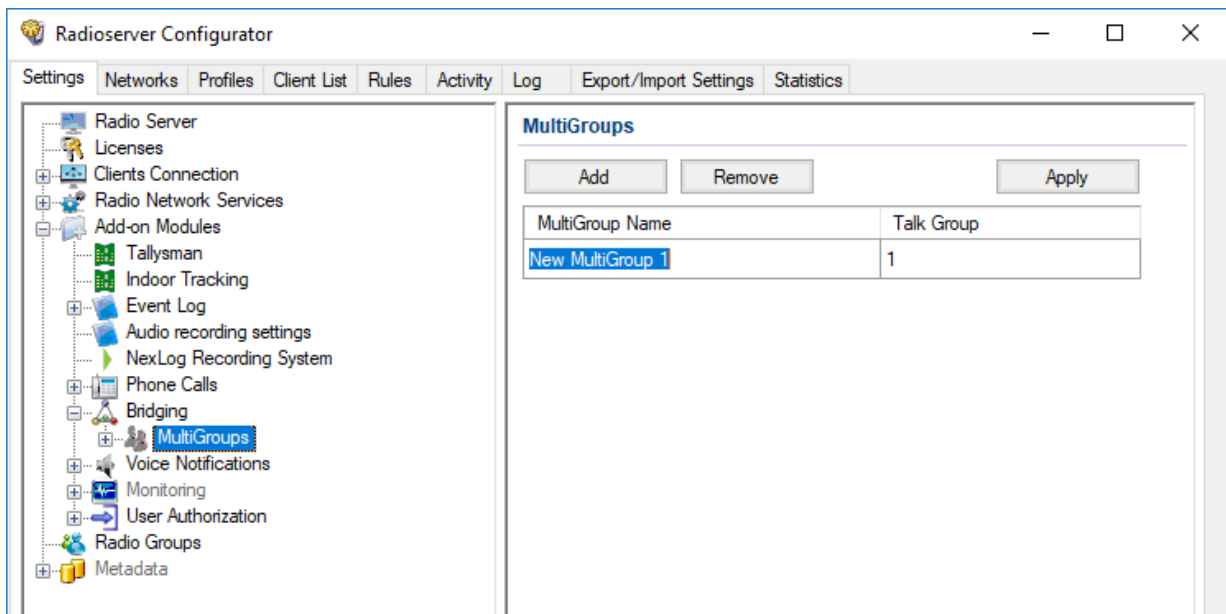 Radioserver Configurator
Settings Networks Profiles Client List Rules Activity Log Export/Import Settings Statistics
Radio Server
Licenses
Clients Connection
Radio Network Services
Add-on Modules
Tallysman
Indoor Tracking
Event Log
Audio recording settings
NexLog Recording System
Phone Calls
Bridging
MultiGroups
Voice Notifications
Monitoring
User Authorization
Radio Groups
Metadata
MultiGroups
Add Remove Apply
MultiGroup Name Talk Group
New MultiGroup 1 1